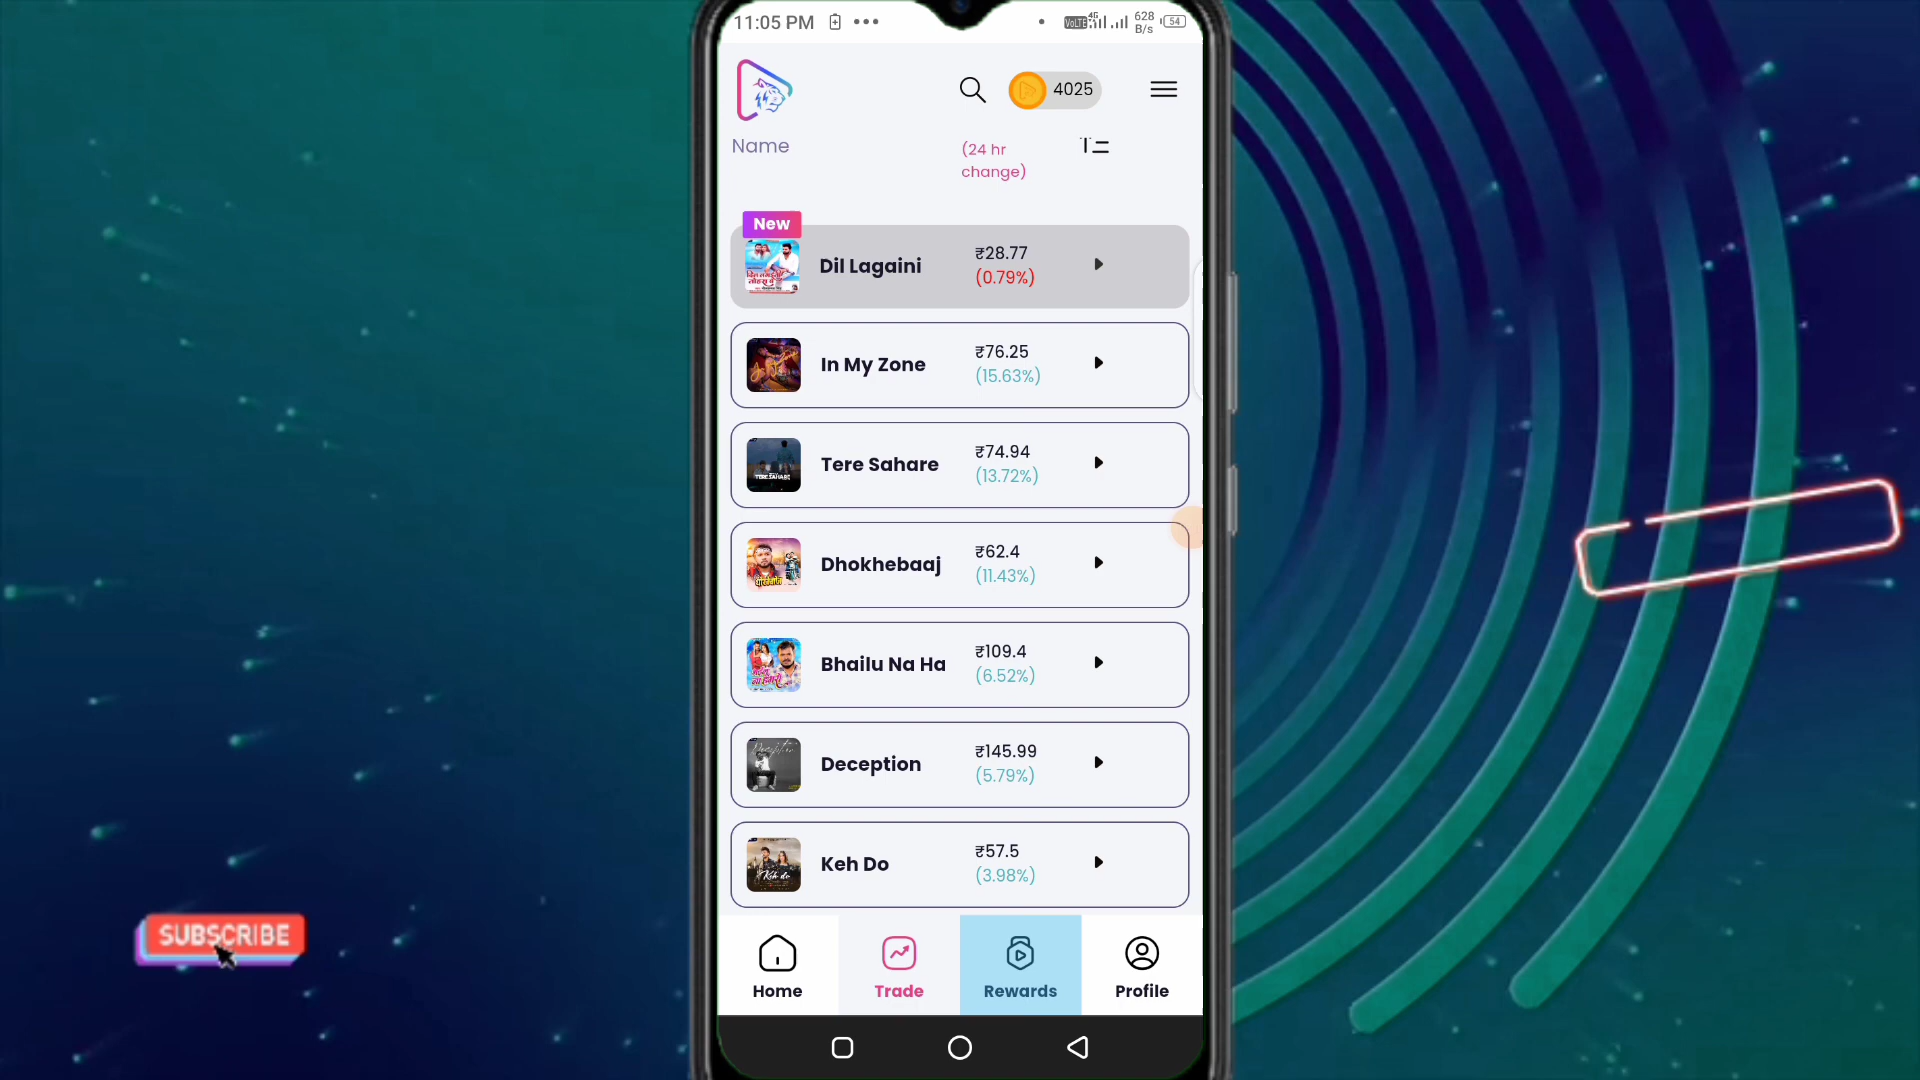 11:05 PM
VoLTE 4G 628 B/s 54
4025
Name
(24 hr
change)
New
Dil Lagaini
₹28.77
(0.79%)
In My Zone
₹76.25
(15.63%)
Tere Sahare
₹74.94
(13.72%)
Dhokhebaaj
₹62.4
(11.43%)
Bhailu Na Ha
₹109.4
(6.52%)
Deception
₹145.99
(5.79%)
Keh Do
₹57.5
(3.98%)
Home
Trade
Rewards
Profile
SUBSCRIBE